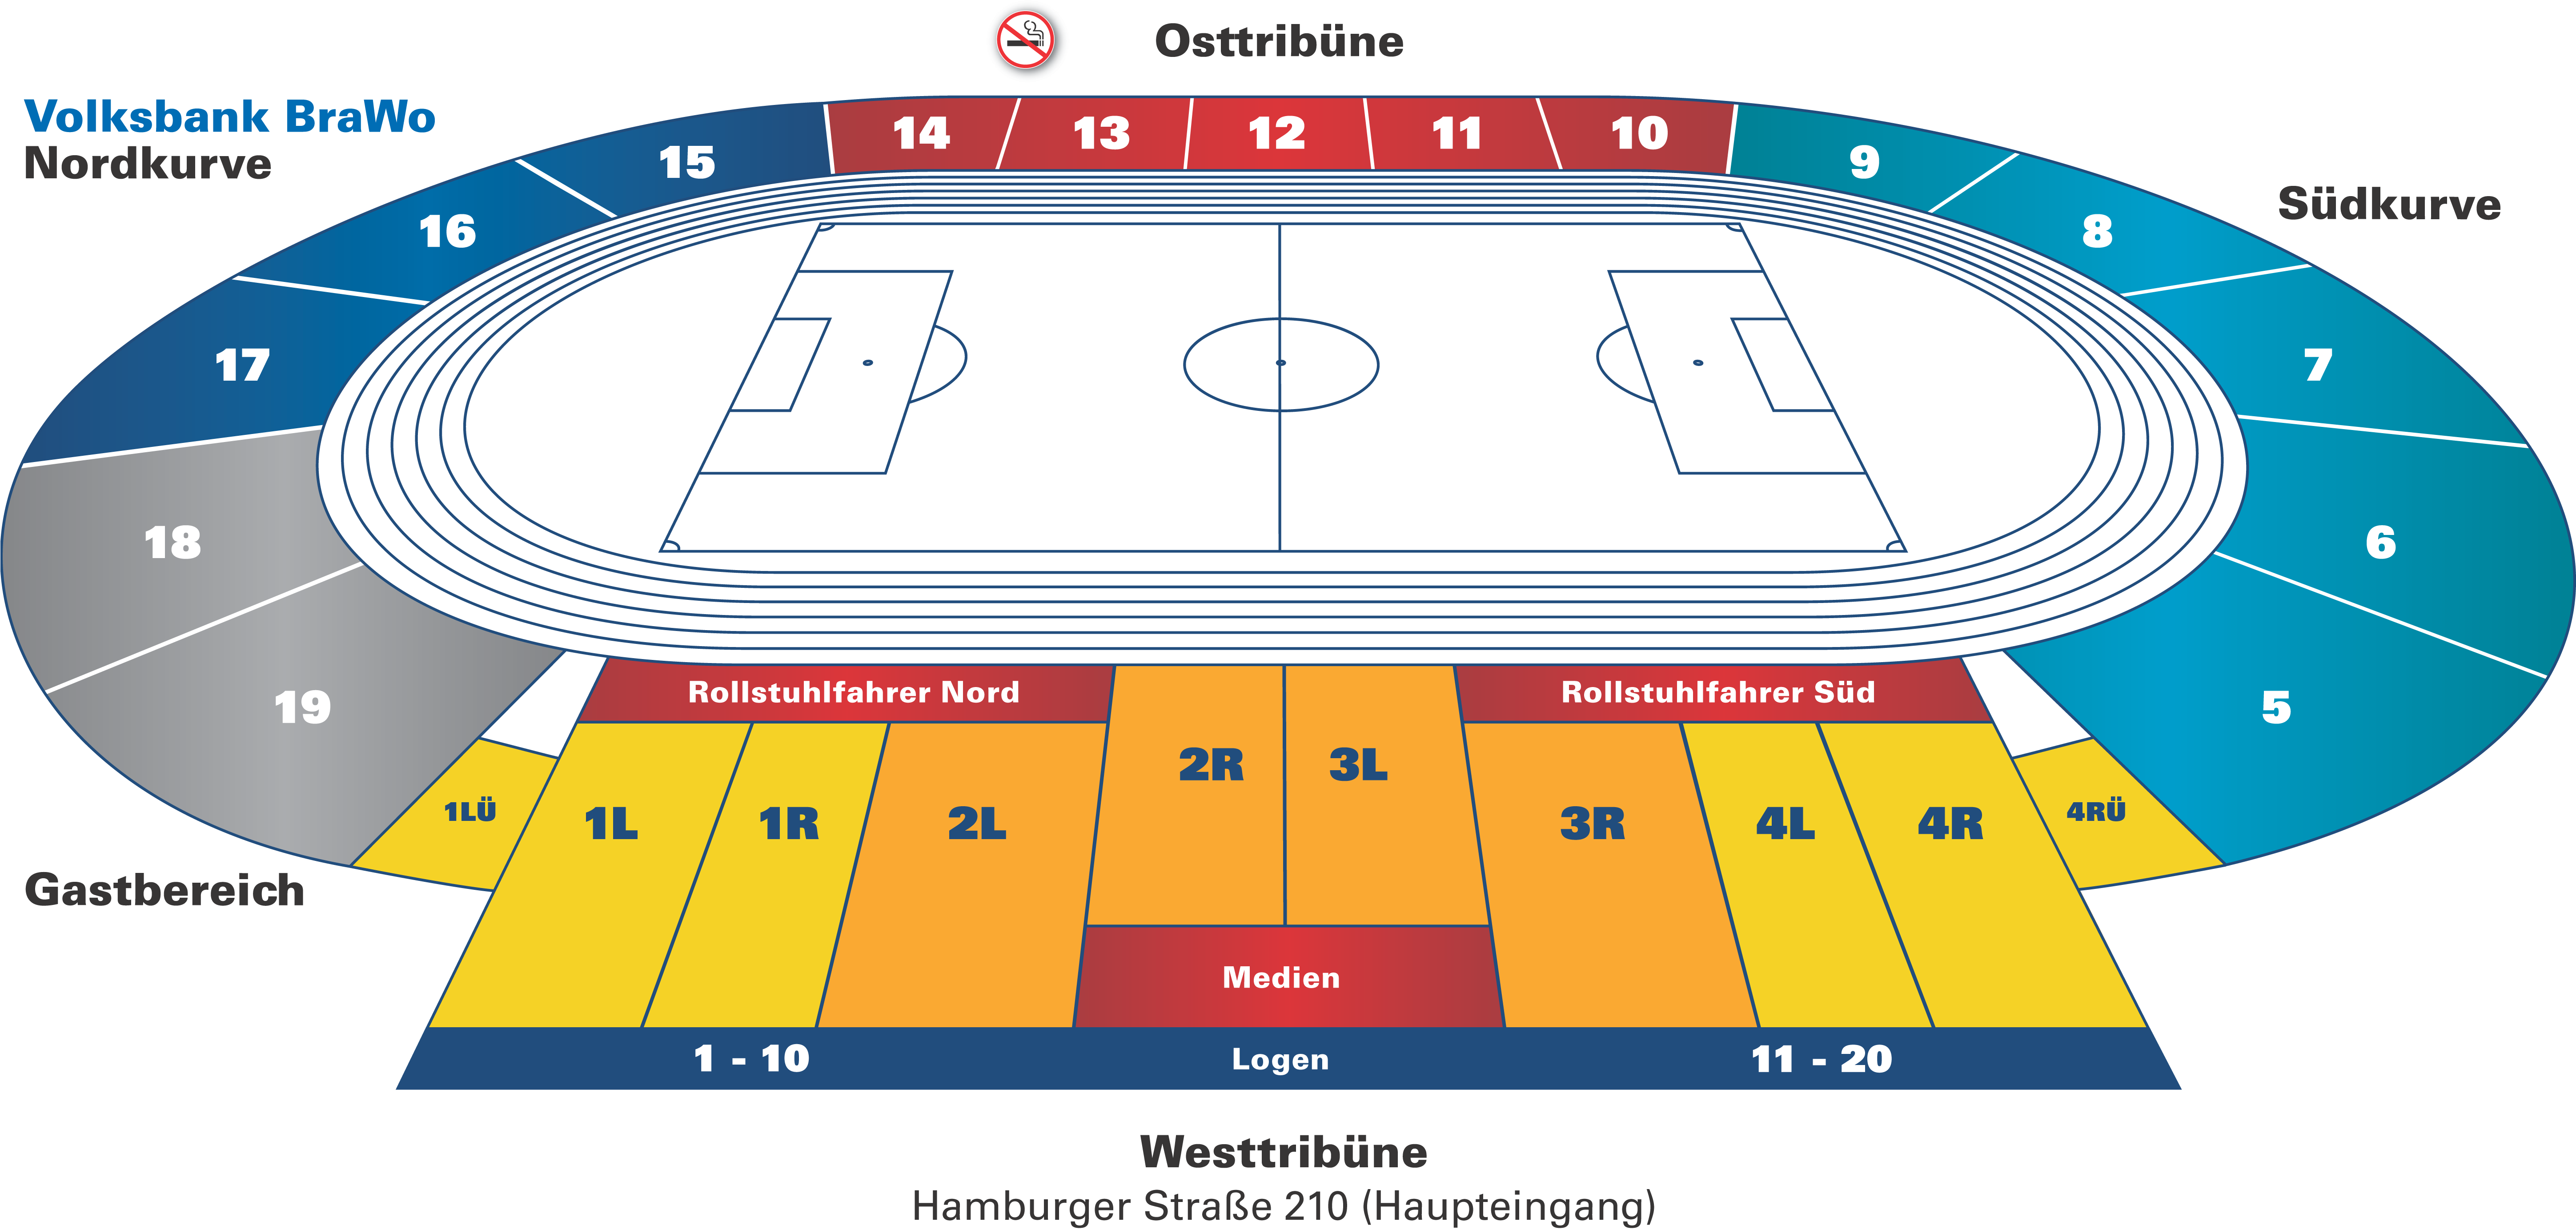 Osttribüne
Volksbank BraWo
Nordkurve
Südkurve
14 13 12 11 10
15
9
16
8
17
7
18
6
19
5
Rollstuhlfahrer Nord
Rollstuhlfahrer Süd
2R 3L
1LÜ
1L 1R 2L
3R 4L 4R
4RÜ
Gastbereich
Medien
1 - 10 Logen 11 - 20
Westtribüne
Hamburger Straße 210 (Haupteingang)